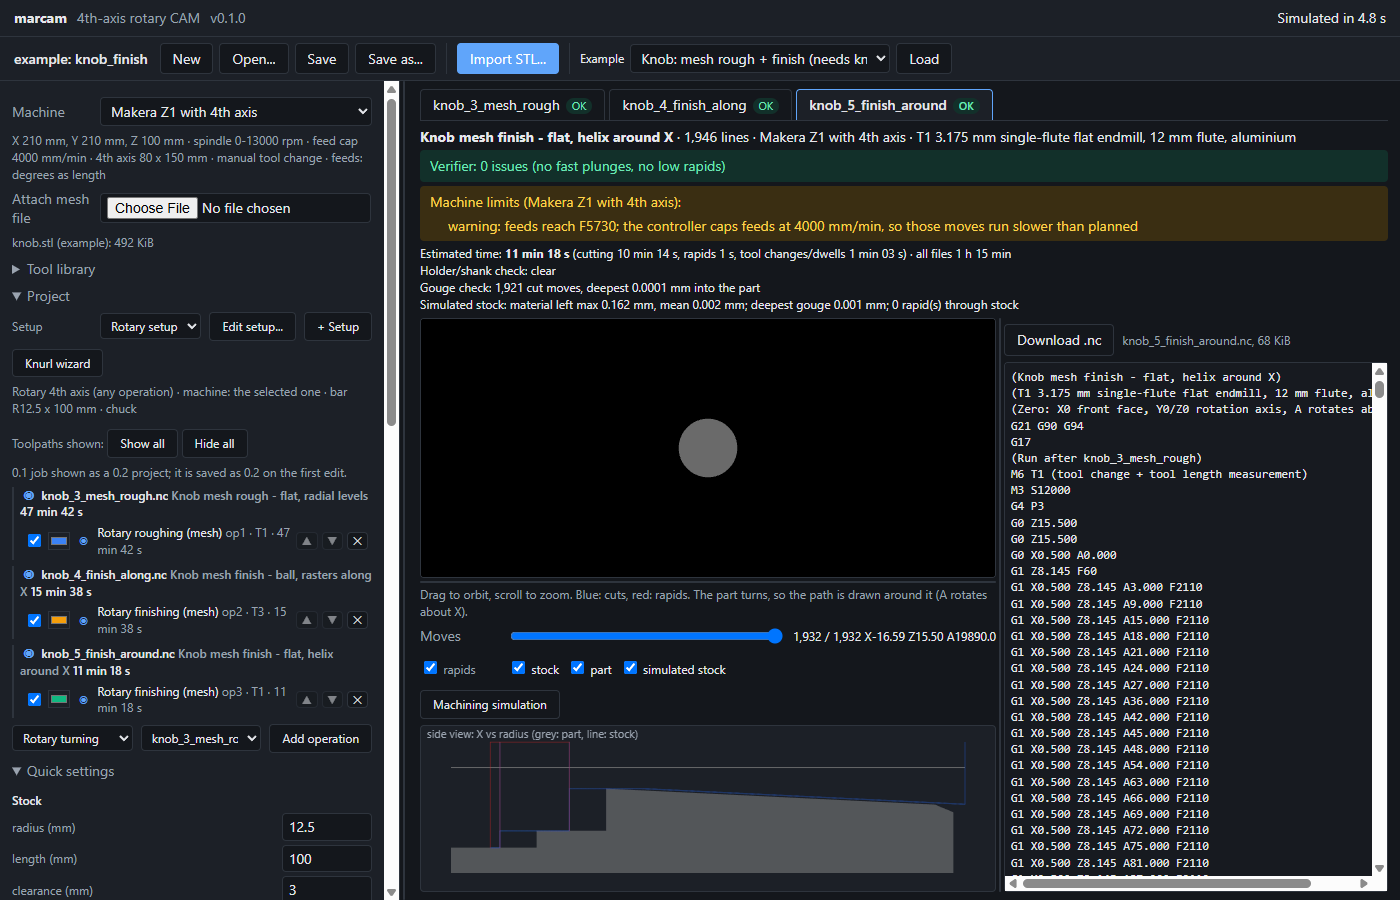 marcam 4th-axis rotary CAM v0.1.0
Simulated in 4.8 s
example: knob_finish New Open... Save Save as... Import STL... Example Knob: mesh rough + finish (needs kn Load
Machine Makera Z1 with 4th axis
X 210 mm, Y 210 mm, Z 100 mm · spindle 0-13000 rpm · feed cap
4000 mm/min · 4th axis 80 x 150 mm · manual tool change · feeds:
degrees as length
Attach mesh
file
Choose File No file chosen
knob.stl (example): 492 KiB
Tool library
Project
Setup Rotary setup Edit setup... + Setup
Knurl wizard
Rotary 4th axis (any operation) · machine: the selected one · bar
R12.5 x 100 mm · chuck
Toolpaths shown: Show all Hide all
0.1 job shown as a 0.2 project; it is saved as 0.2 on the first edit.
knob_3_mesh_rough.nc Knob mesh rough - flat, radial levels
47 min 42 s
Rotary roughing (mesh) op1 · T1 · 47
min 42 s
knob_4_finish_along.nc Knob mesh finish - ball, rasters along
X 15 min 38 s
Rotary finishing (mesh) op2 · T3 · 15
min 38 s
knob_5_finish_around.nc Knob mesh finish - flat, helix
around X 11 min 18 s
Rotary finishing (mesh) op3 · T1 · 11
min 18 s
Rotary turning knob_3_mesh_ro Add operation
Quick settings
Stock
radius (mm) 12.5
length (mm) 100
clearance (mm) 3
knob_3_mesh_rough OK knob_4_finish_along OK knob_5_finish_around OK
Knob mesh finish - flat, helix around X · 1,946 lines · Makera Z1 with 4th axis · T1 3.175 mm single-flute flat endmill, 12 mm flute, aluminium
Verifier: 0 issues (no fast plunges, no low rapids)
Machine limits (Makera Z1 with 4th axis):
warning: feeds reach F5730; the controller caps feeds at 4000 mm/min, so those moves run slower than planned
Estimated time: 11 min 18 s (cutting 10 min 14 s, rapids 1 s, tool changes/dwells 1 min 03 s) · all files 1 h 15 min
Holder/shank check: clear
Gouge check: 1,921 cut moves, deepest 0.0001 mm into the part
Simulated stock: material left max 0.162 mm, mean 0.002 mm; deepest gouge 0.001 mm; 0 rapid(s) through stock
Drag to orbit, scroll to zoom. Blue: cuts, red: rapids. The part turns, so the path is drawn around it (A rotates
about X).
Moves 1,932 / 1,932 X-16.59 Z15.50 A19890.0
rapids stock part simulated stock
Machining simulation
side view: X vs radius (grey: part, line: stock)
Download .nc knob_5_finish_around.nc, 68 KiB
(Knob mesh finish - flat, helix around X)
(T1 3.175 mm single-flute flat endmill, 12 mm flute, al
(Zero: X0 front face, Y0/Z0 rotation axis, A rotates ab
G21 G90 G94
G17
(Run after knob_3_mesh_rough)
M6 T1 (tool change + tool length measurement)
M3 S12000
G4 P3
G0 Z15.500
G0 Z15.500
G0 X0.500 A0.000
G1 Z8.145 F60
G1 X0.500 Z8.145 A3.000 F2110
G1 X0.500 Z8.145 A9.000 F2110
G1 X0.500 Z8.145 A15.000 F2110
G1 X0.500 Z8.145 A18.000 F2110
G1 X0.500 Z8.145 A21.000 F2110
G1 X0.500 Z8.145 A24.000 F2110
G1 X0.500 Z8.145 A27.000 F2110
G1 X0.500 Z8.145 A36.000 F2110
G1 X0.500 Z8.145 A42.000 F2110
G1 X0.500 Z8.145 A45.000 F2110
G1 X0.500 Z8.145 A48.000 F2110
G1 X0.500 Z8.145 A54.000 F2110
G1 X0.500 Z8.145 A63.000 F2110
G1 X0.500 Z8.145 A66.000 F2110
G1 X0.500 Z8.145 A69.000 F2110
G1 X0.500 Z8.145 A72.000 F2110
G1 X0.500 Z8.145 A75.000 F2110
G1 X0.500 Z8.145 A81.000 F2110